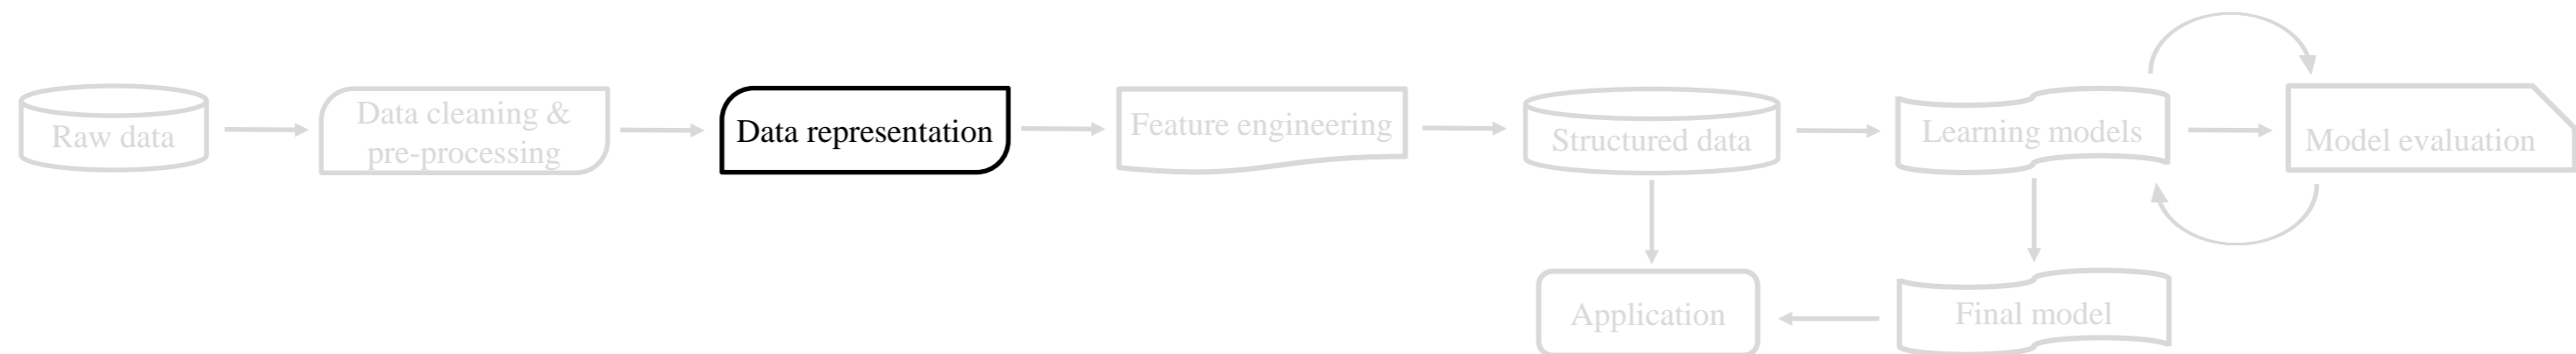 Raw data
Data cleaning &
pre-processing
Data representation
Feature engineering
Structured data
Learning models
Model evaluation
Application
Final model